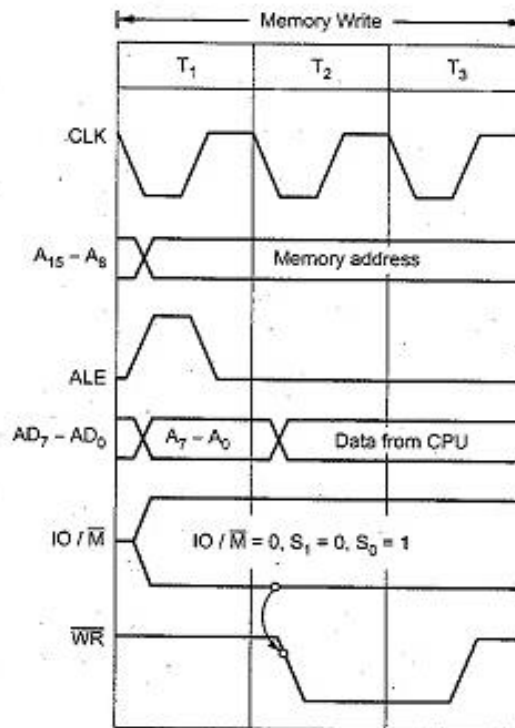 Memory Write
T₁ T₂ T₃
CLK
A₁₅ – A₈ Memory address
ALE
AD₇ – AD₀ A₇ – A₀ Data from CPU
IO / M̅ IO / M̅ = 0, S₁ = 0, S₀ = 1
W̅R̅